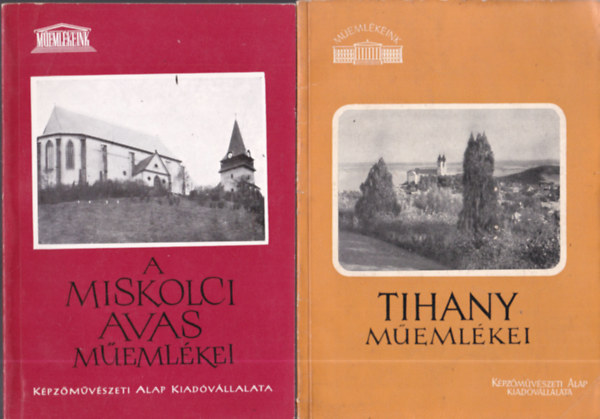 MŰEMLÉKEINK
A
MISKOLCI
AVAS
MŰEMLÉKEI
KÉPZŐMŰVÉSZETI ALAP KIADÓVÁLLALATA
MŰEMLÉKEINK
TIHANY
MŰEMLÉKEI
KÉPZŐMŰVÉSZETI ALAP
KIADÓVÁLLALATA